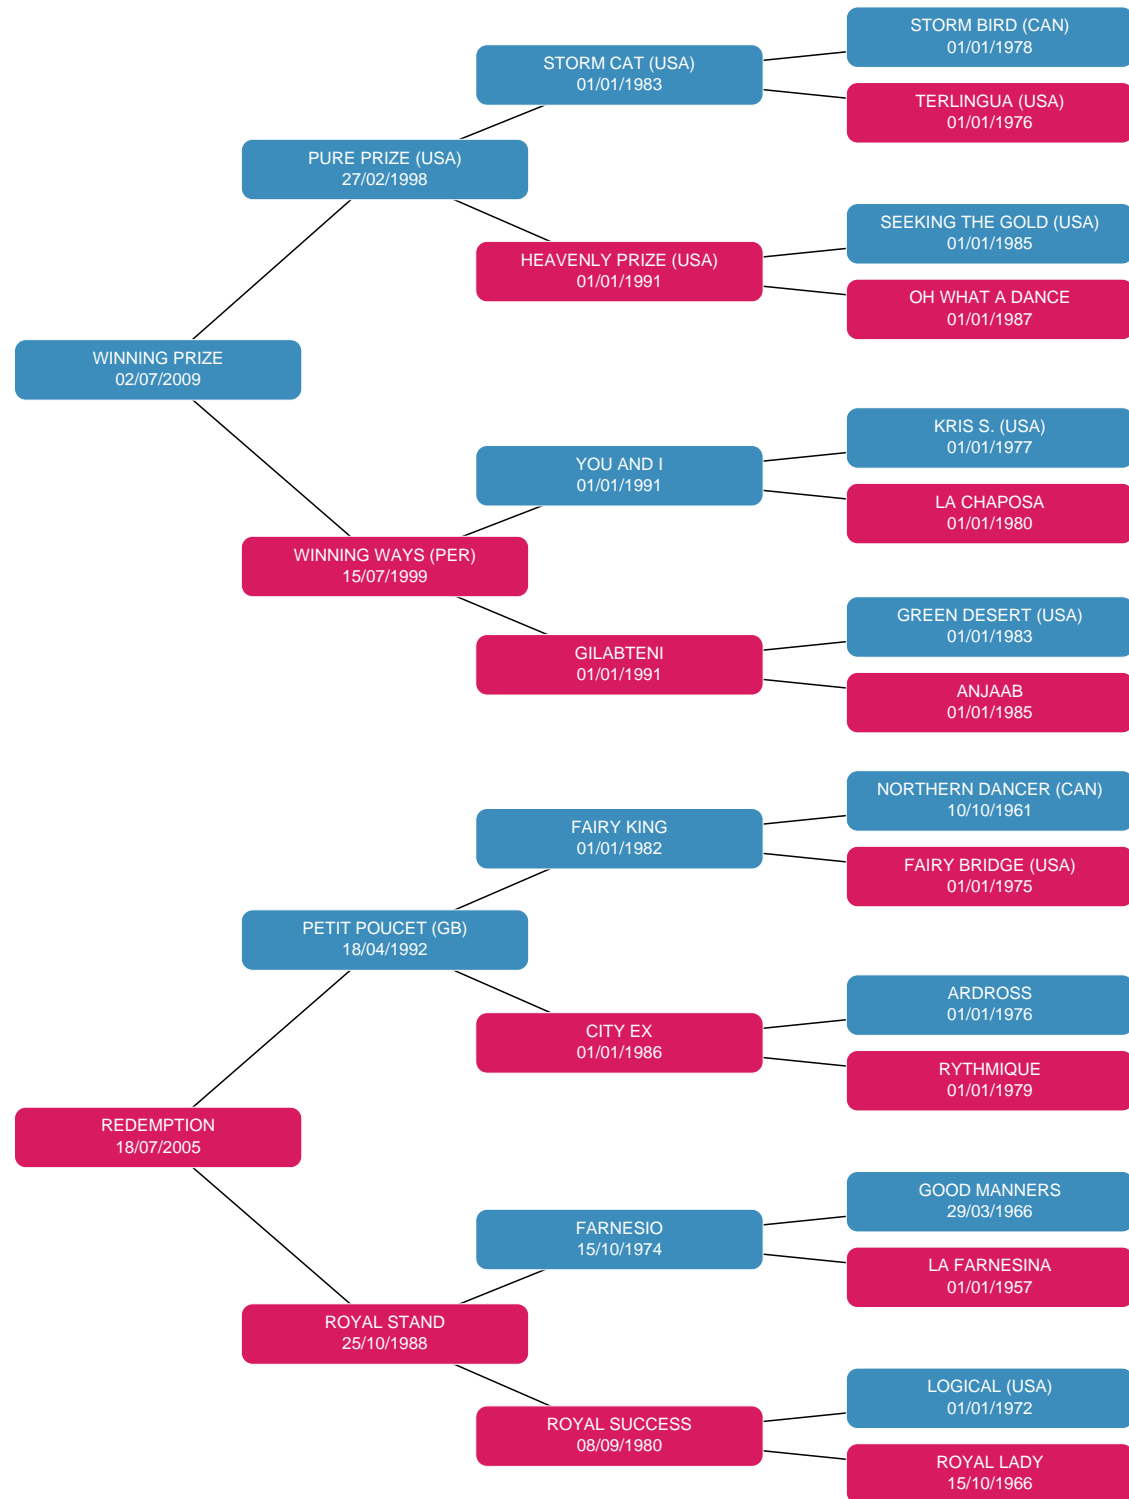 STORM BIRD (CAN)
01/01/1978
STORM CAT (USA)
01/01/1983
TERLINGUA (USA)
01/01/1976
PURE PRIZE (USA)
27/02/1998
SEEKING THE GOLD (USA)
01/01/1985
HEAVENLY PRIZE (USA)
01/01/1991
OH WHAT A DANCE
01/01/1987
WINNING PRIZE
02/07/2009
KRIS S. (USA)
01/01/1977
YOU AND I
01/01/1991
LA CHAPOSA
01/01/1980
WINNING WAYS (PER)
15/07/1999
GREEN DESERT (USA)
01/01/1983
GILABTENI
01/01/1991
ANJAAB
01/01/1985
NORTHERN DANCER (CAN)
10/10/1961
FAIRY KING
01/01/1982
FAIRY BRIDGE (USA)
01/01/1975
PETIT POUCET (GB)
18/04/1992
ARDROSS
01/01/1976
CITY EX
01/01/1986
RYTHMIQUE
01/01/1979
REDEMPTION
18/07/2005
GOOD MANNERS
29/03/1966
FARNESIO
15/10/1974
LA FARNESINA
01/01/1957
ROYAL STAND
25/10/1988
LOGICAL (USA)
01/01/1972
ROYAL SUCCESS
08/09/1980
ROYAL LADY
15/10/1966